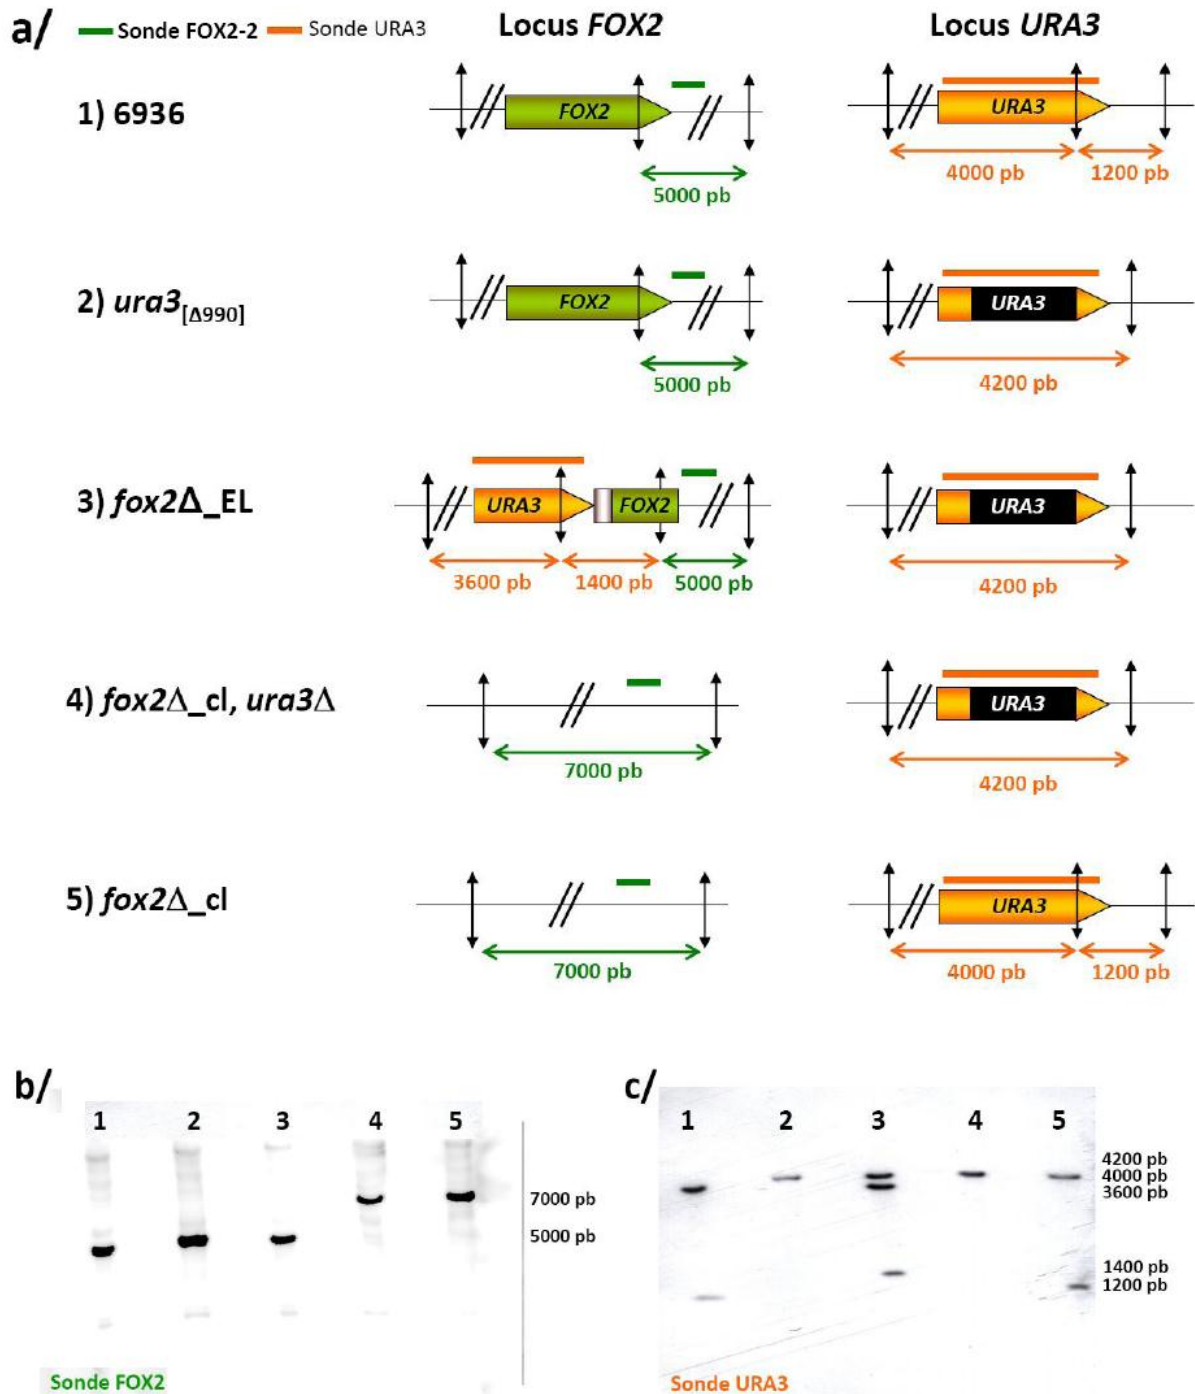 a/ Sonde FOX2-2 Sonde URA3 Locus FOX2 Locus URA3
1) 6936 FOX2 URA3
5000 pb 4000 pb 1200 pb
2) ura3[Δ990] FOX2 URA3
5000 pb 4200 pb
3) fox2Δ_EL URA3 FOX2 URA3
3600 pb 1400 pb 5000 pb 4200 pb
4) fox2Δ_cl, ura3Δ URA3
7000 pb 4200 pb
5) fox2Δ_cl URA3
7000 pb 4000 pb 1200 pb
b/
1 2 3 4 5
7000 pb
5000 pb
Sonde FOX2
c/
1 2 3 4 5
4200 pb
4000 pb
3600 pb
1400 pb
1200 pb
Sonde URA3